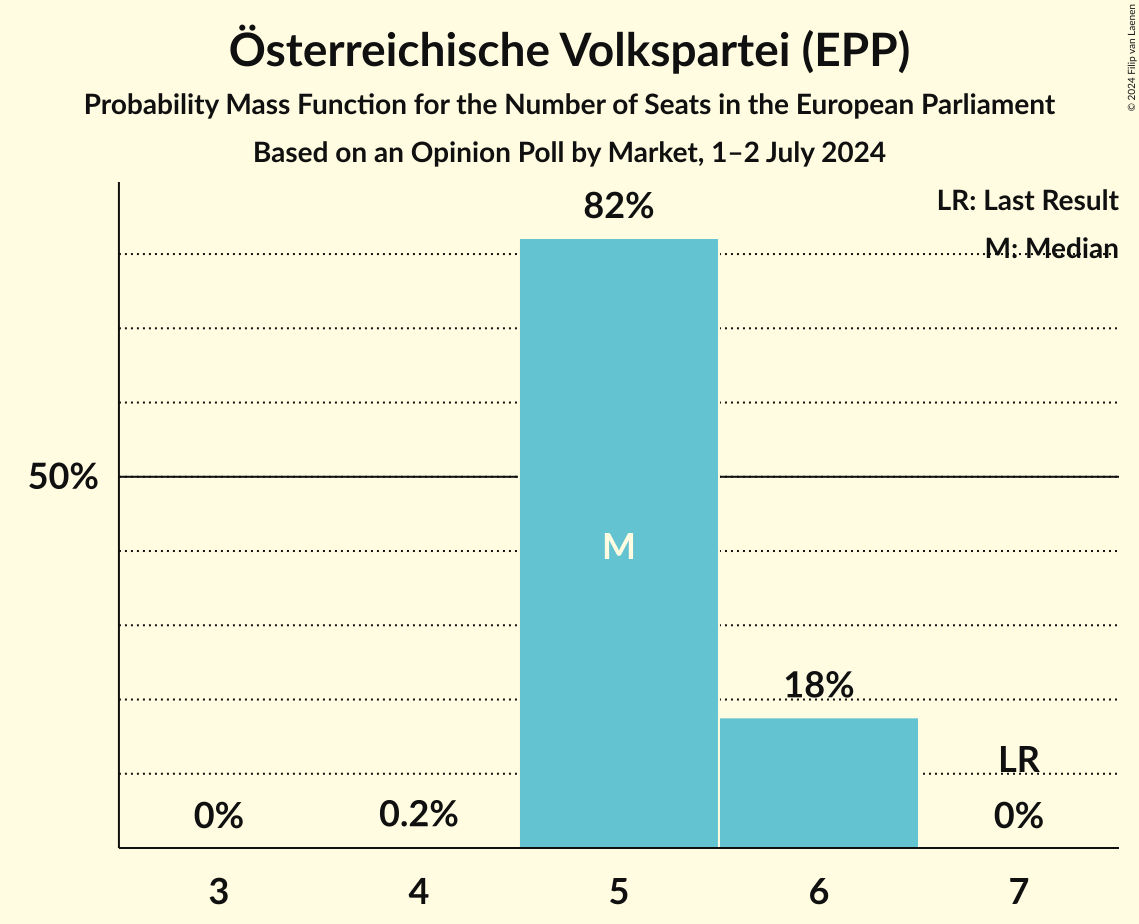 Österreichische Volkspartei (EPP)
Probability Mass Function for the Number of Seats in the European Parliament
Based on an Opinion Poll by Market, 1–2 July 2024
© 2024 Filip van Laenen
LR: Last Result
M: Median
82%
50%
M
18%
LR
0%
0.2%
0%
3
4
5
6
7